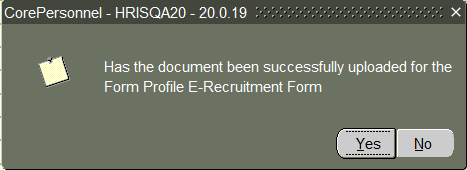 CorePersonnel - HRISQA20 - 20.0.19
Has the document been successfully uploaded for the
Form Profile E-Recruitment Form
Yes No